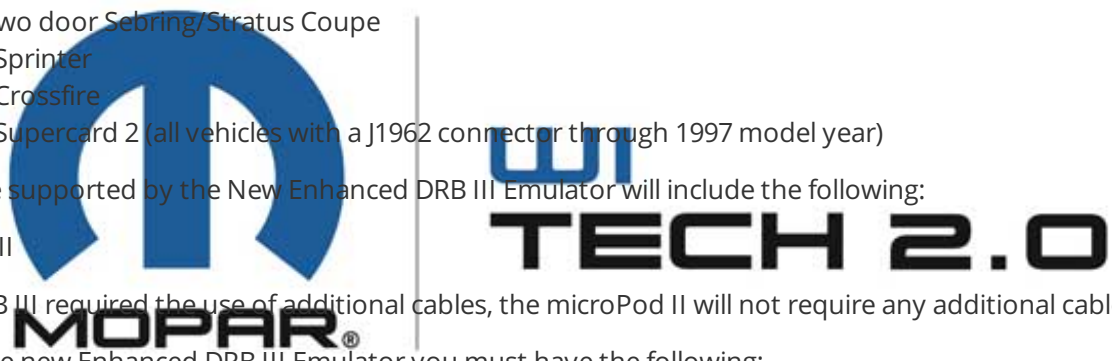 wo door Sebring/Stratus Coupe
Sprinter
Crossfire
Supercard 2 (all vehicles with a J1962 connector through 1997 model year)
supported by the New Enhanced DRB III Emulator will include the following:
II
B III required the use of additional cables, the microPod II will not require any additional cabl
e new Enhanced DRB III Emulator you must have the following:
MOPAR®
WI
TECH 2.0